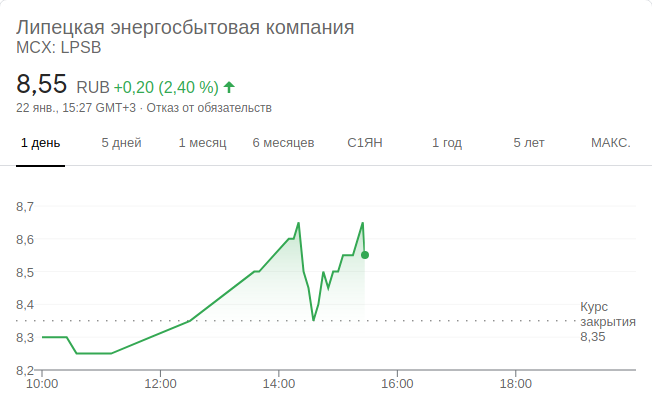 Липецкая энергосбытовая компания
MCX: LPSB
8,55 RUB +0,20 (2,40 %)
22 янв., 15:27 GMT+3 · Отказ от обязательств
1 день 5 дней 1 месяц 6 месяцев С1ЯН 1 год 5 лет МАКС.
8,7
8,6
8,5
8,4
8,3
8,2
Курс
закрытия
8,35
10:00 12:00 14:00 16:00 18:00